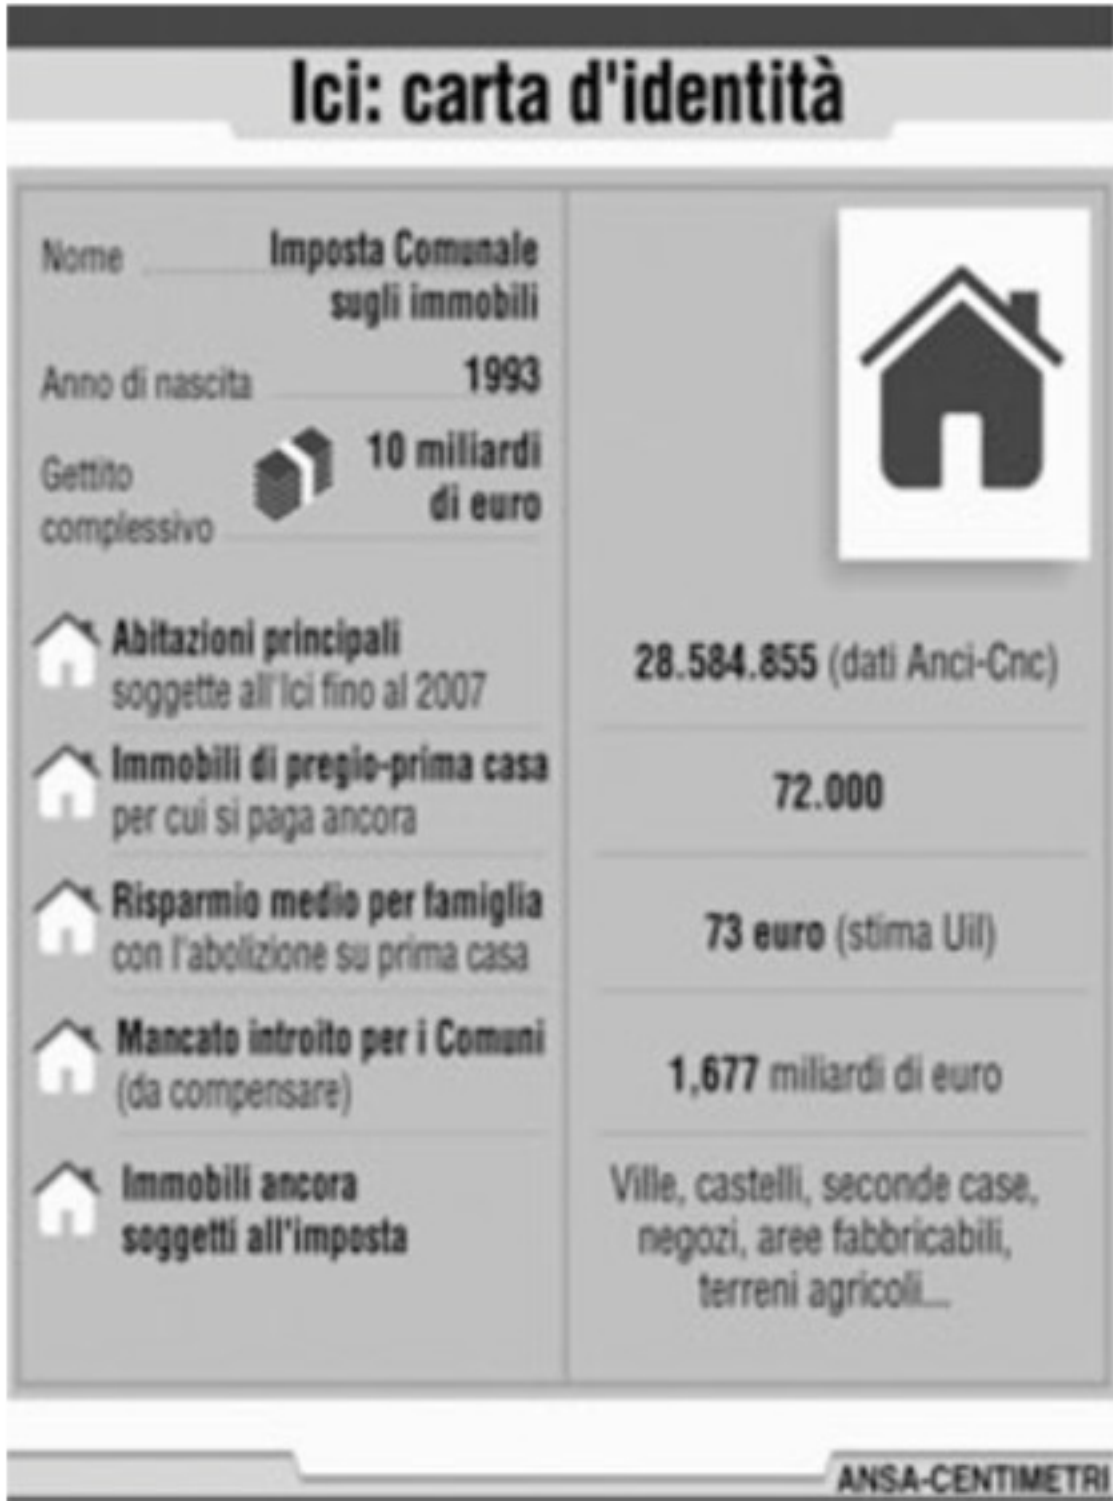 Ici: carta d'identità
Nome Imposta Comunale
sugli immobili
Anno di nascita 1993
Gettito
complessivo
10 miliardi
di euro
Abitazioni principali
soggette all'Ici fino al 2007
28.584.855 (dati Anci-Cnc)
Immobili di pregio-prima casa
per cui si paga ancora
72.000
Risparmio medio per famiglia
con l'abolizione su prima casa
73 euro (stima Uil)
Mancato introito per i Comuni
(da compensare)
1,677 miliardi di euro
Immobili ancora
soggetti all'imposta
Ville, castelli, seconde case,
negozi, aree fabbricabili,
terreni agricoli...
ANSA-CENTIMETRI